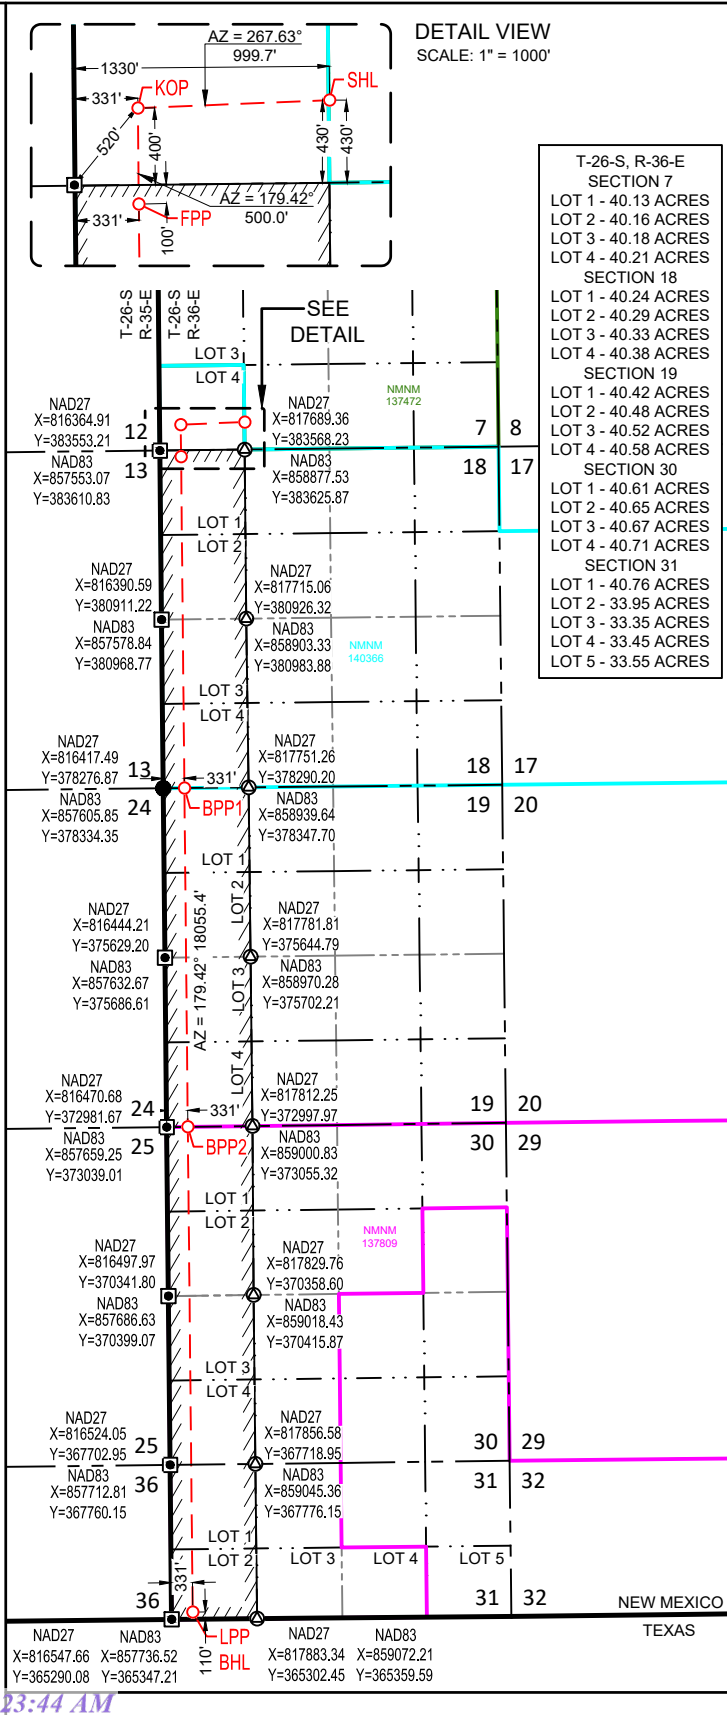 DETAIL VIEW
SCALE: 1" = 1000'
AZ = 267.63°
999.7'
1330'
KOP
SHL
331'
520'
400'
430'
430'
AZ = 179.42°
500.0'
331'
FPP
100'
T-26-S, R-36-E
SECTION 7
LOT 1 - 40.13 ACRES
LOT 2 - 40.16 ACRES
LOT 3 - 40.18 ACRES
LOT 4 - 40.21 ACRES
SECTION 18
LOT 1 - 40.24 ACRES
LOT 2 - 40.29 ACRES
LOT 3 - 40.33 ACRES
LOT 4 - 40.38 ACRES
SECTION 19
LOT 1 - 40.42 ACRES
LOT 2 - 40.48 ACRES
LOT 3 - 40.52 ACRES
LOT 4 - 40.58 ACRES
SECTION 30
LOT 1 - 40.61 ACRES
LOT 2 - 40.65 ACRES
LOT 3 - 40.67 ACRES
LOT 4 - 40.71 ACRES
SECTION 31
LOT 1 - 40.76 ACRES
LOT 2 - 33.95 ACRES
LOT 3 - 33.35 ACRES
LOT 4 - 33.45 ACRES
LOT 5 - 33.55 ACRES
T-26-S
R-35-E
T-26-S
R-36-E
SEE
DETAIL
LOT 3
LOT 4
NMNM
137472
NAD27
X=816364.91
Y=383553.21
NAD83
X=857553.07
Y=383610.83
12
13
NAD27
X=817689.36
Y=383568.23
NAD83
X=858877.53
Y=383625.87
7
8
18
17
LOT 1
LOT 2
NAD27
X=816390.59
Y=380911.22
NAD83
X=857578.84
Y=380968.77
NAD27
X=817715.06
Y=380926.32
NAD83
X=858903.33
Y=380983.88
NMNM
140366
LOT 3
LOT 4
NAD27
X=816417.49
Y=378276.87
NAD83
X=857605.85
Y=378334.35
13
24
331'
BPP1
NAD27
X=817751.26
Y=378290.20
NAD83
X=858939.64
Y=378347.70
18
17
19
20
LOT 1
LOT 2
AZ = 179.42° 18055.4'
NAD27
X=816444.21
Y=375629.20
NAD83
X=857632.67
Y=375686.61
NAD27
X=817781.81
Y=375644.79
NAD83
X=858970.28
Y=375702.21
LOT 3
LOT 4
NAD27
X=816470.68
Y=372981.67
NAD83
X=857659.25
Y=373039.01
24
25
331'
BPP2
NAD27
X=817812.25
Y=372997.97
NAD83
X=859000.83
Y=373055.32
19
20
30
29
LOT 1
LOT 2
NMNM
137809
NAD27
X=816497.97
Y=370341.80
NAD83
X=857686.63
Y=370399.07
NAD27
X=817829.76
Y=370358.60
NAD83
X=859018.43
Y=370415.87
LOT 3
LOT 4
NAD27
X=816524.05
Y=367702.95
NAD83
X=857712.81
Y=367760.15
25
36
NAD27
X=817856.58
Y=367718.95
NAD83
X=859045.36
Y=367776.15
30
29
31
32
LOT 1
LOT 2
LOT 3
LOT 4
LOT 5
331'
36
31
32
NEW MEXICO
TEXAS
LPP
BHL
110'
NAD27
X=816547.66
Y=365290.08
NAD83
X=857736.52
Y=365347.21
NAD27
X=817883.34
Y=365302.45
NAD83
X=859072.21
Y=365359.59
23:44 AM